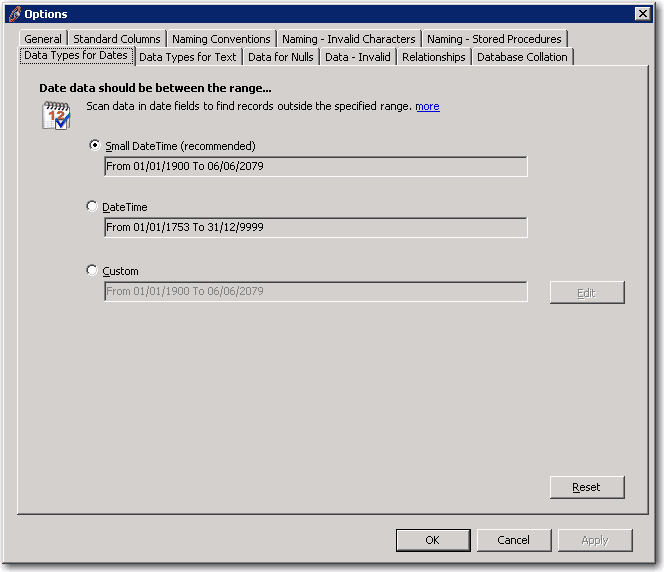 Options
General Standard Columns Naming Conventions Naming - Invalid Characters Naming - Stored Procedures
Data Types for Dates Data Types for Text Data for Nulls Data - Invalid Relationships Database Collation
Date data should be between the range...
Scan data in date fields to find records outside the specified range. more
12
Small DateTime (recommended)
From 01/01/1900 To 06/06/2079
DateTime
From 01/01/1753 To 31/12/9999
Custom
From 01/01/1900 To 06/06/2079
Edit
Reset
OK Cancel Apply